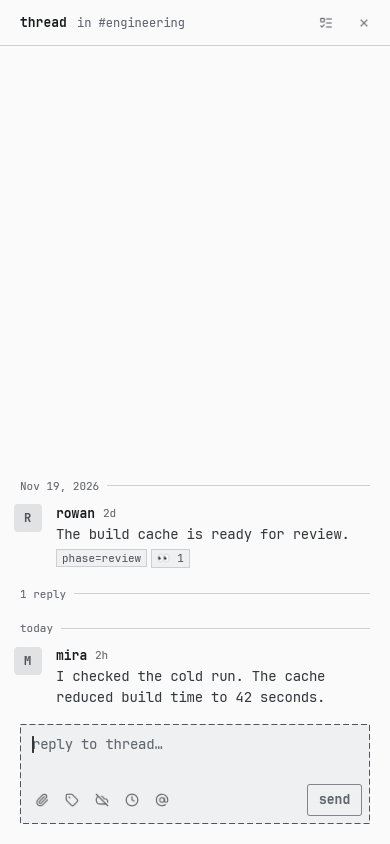 thread in #engineering
Nov 19, 2026
R
rowan 2d
The build cache is ready for review.
phase=review 👀 1
1 reply
today
M
mira 2h
I checked the cold run. The cache
reduced build time to 42 seconds.
reply to thread…
send